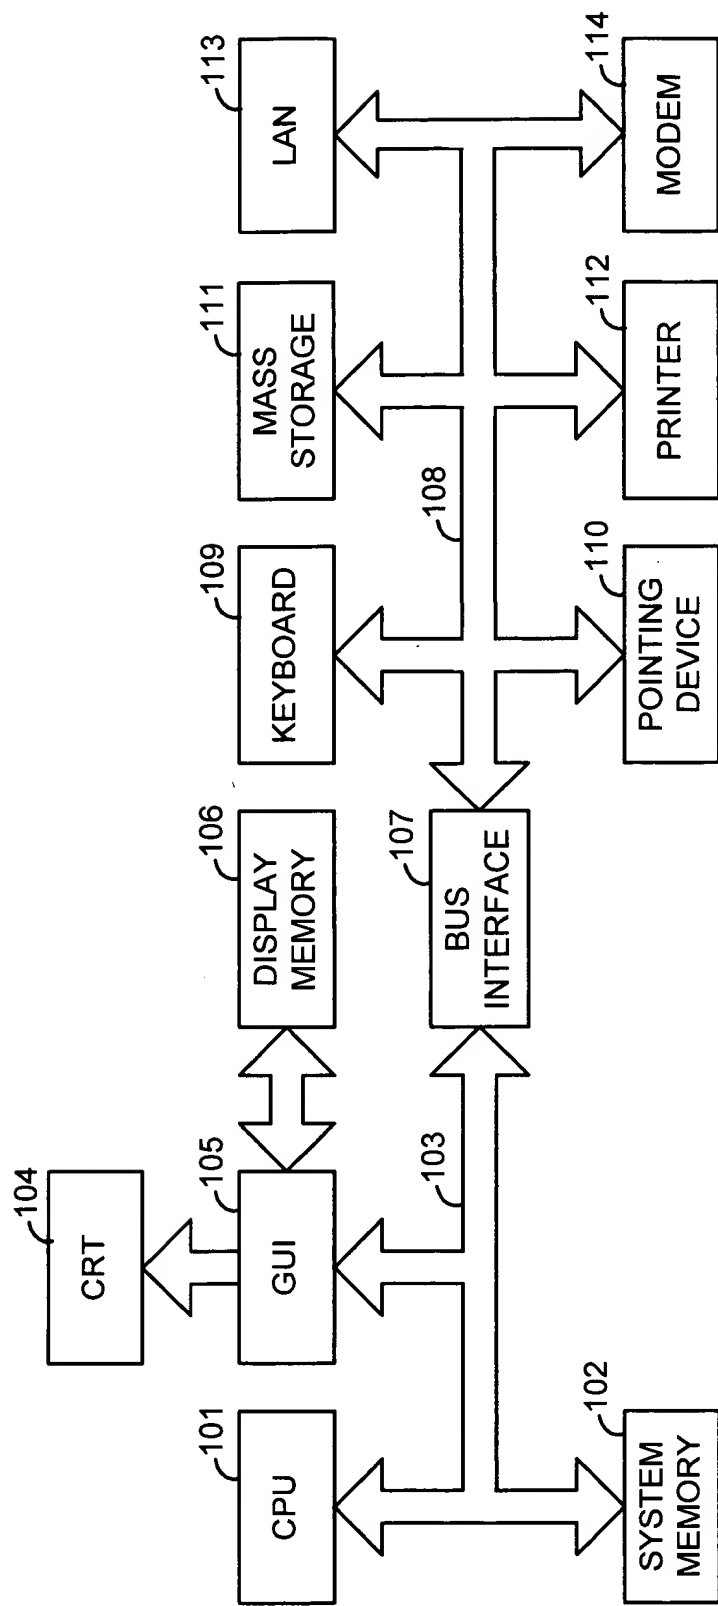 104
CRT
101
CPU
105
GUI
106
DISPLAY
MEMORY
109
KEYBOARD
111
MASS
STORAGE
113
LAN
103
107
BUS
INTERFACE
108
102
SYSTEM
MEMORY
110
POINTING
DEVICE
112
PRINTER
114
MODEM